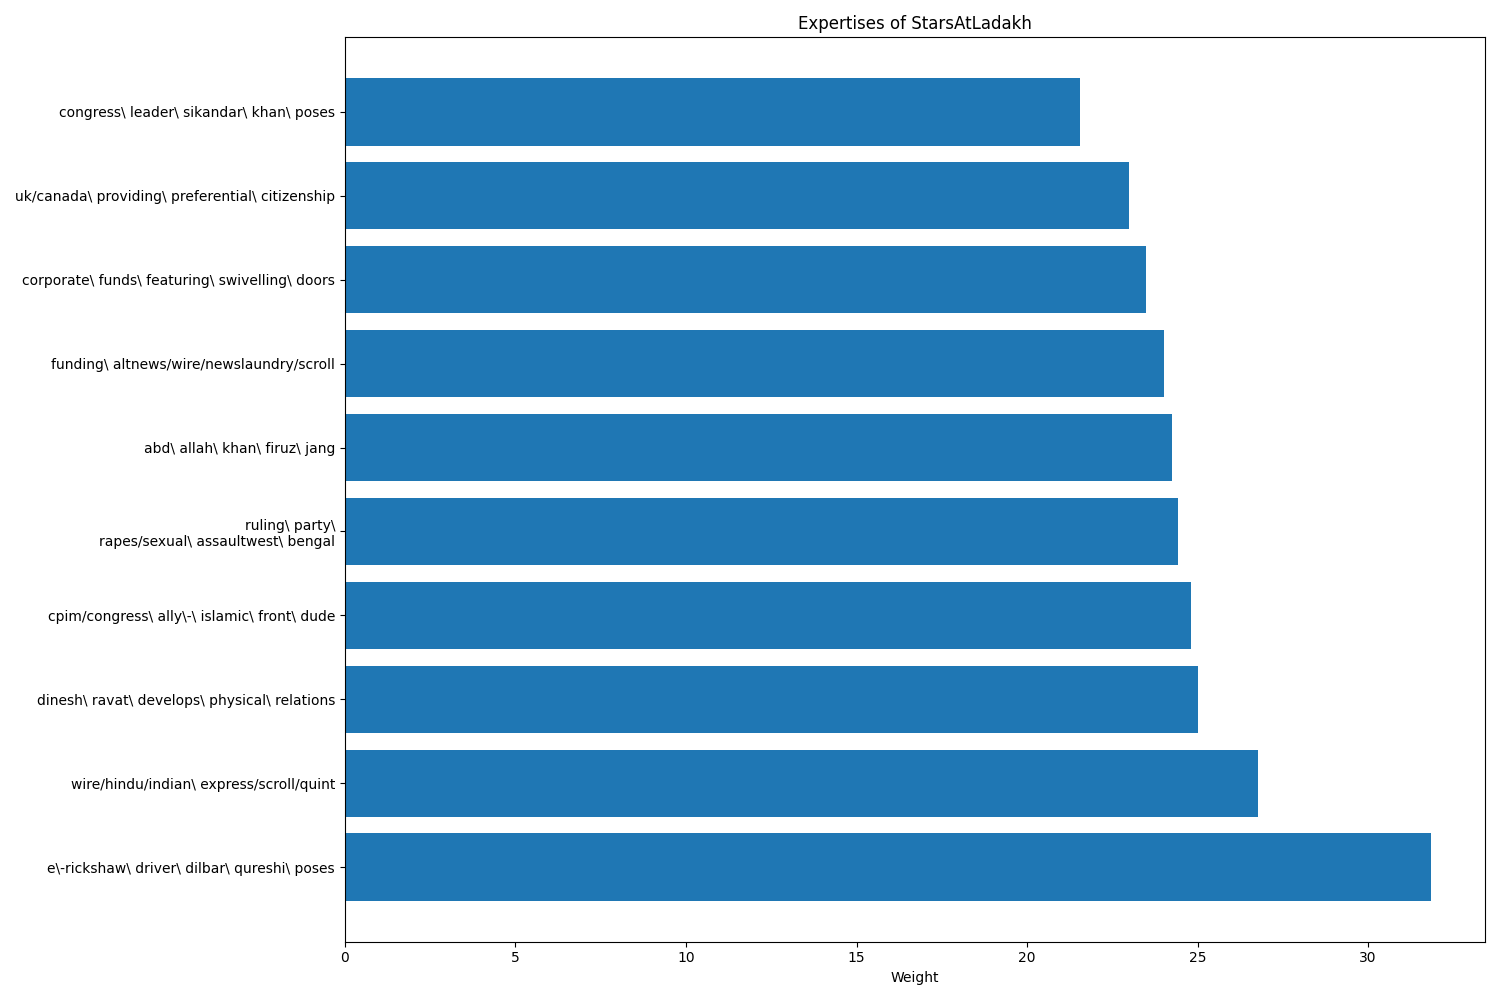 Expertises of StarsAtLadakh
congress\ leader\ sikandar\ khan\ poses
uk/canada\ providing\ preferential\ citizenship
corporate\ funds\ featuring\ swivelling\ doors
funding\ altnews/wire/newslaundry/scroll
abd\ allah\ khan\ firuz\ jang
ruling\ party\
rapes/sexual\ assaultwest\ bengal
cpim/congress\ ally\-\ islamic\ front\ dude
dinesh\ ravat\ develops\ physical\ relations
wire/hindu/indian\ express/scroll/quint
e\-rickshaw\ driver\ dilbar\ qureshi\ poses
0 5 10 15 20 25 30
Weight